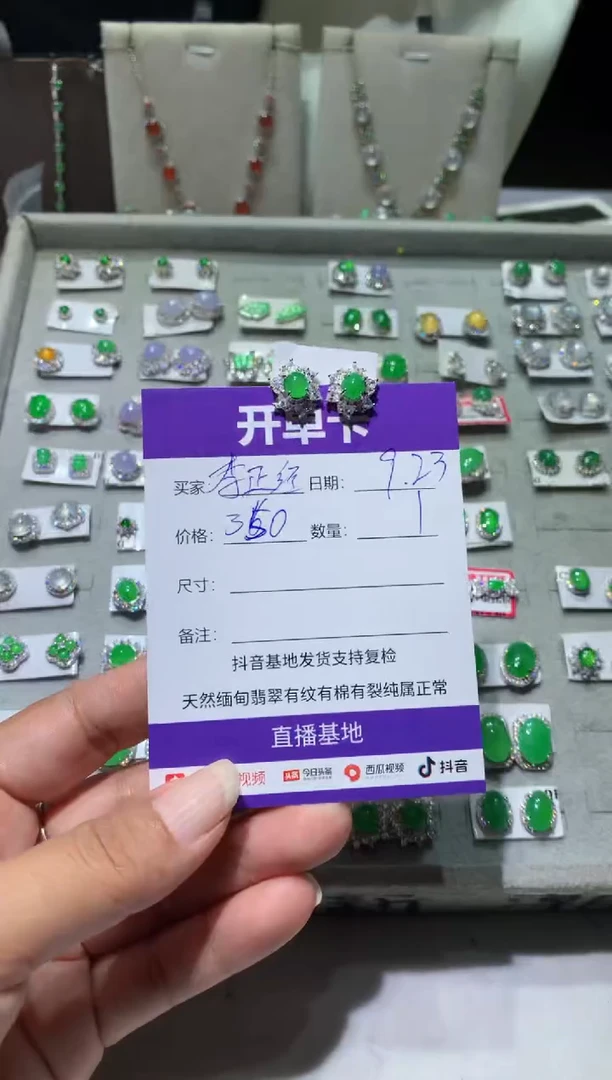 开单卡
买家 李正经 日期: 9.23
价格: 350 数量: 1
尺寸:
备注:
抖音基地发货支持复检
天然缅甸翡翠有纹有棉有裂纯属正常
直播基地
视频 头条 今日头条 西瓜视频 抖音